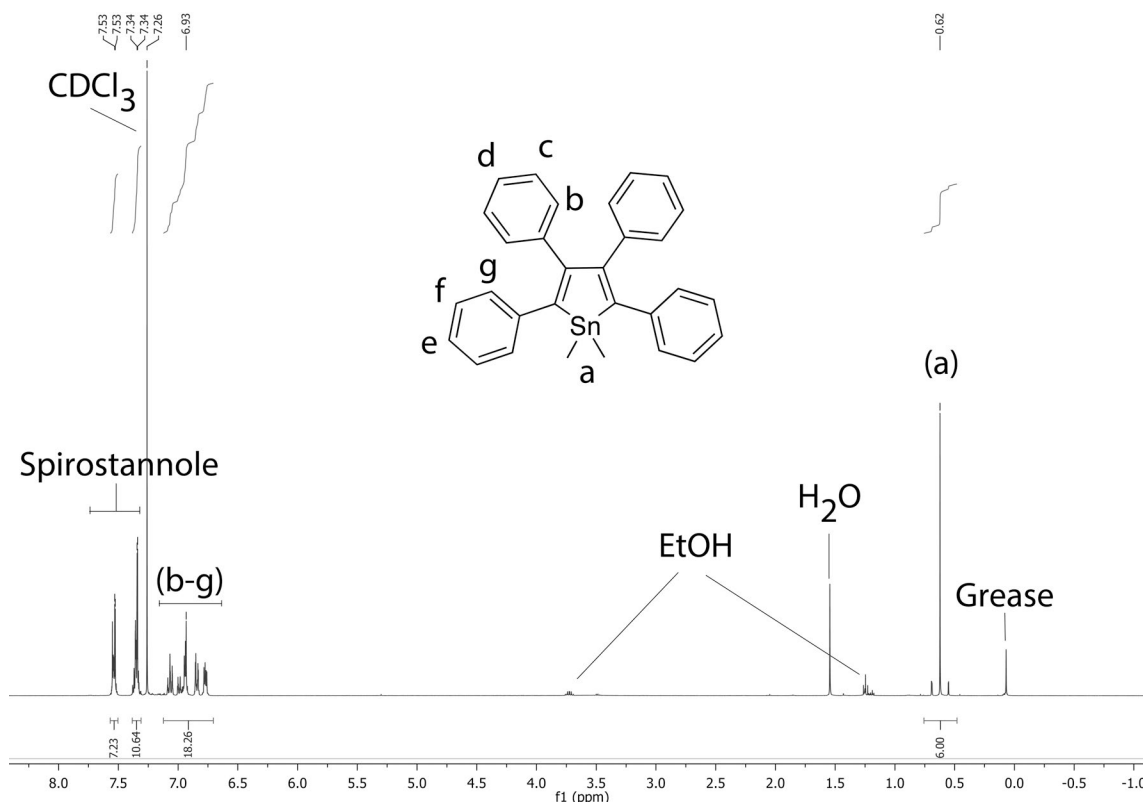 7.53
7.53
7.34
7.34
7.26
6.93
0.62
CDCl3
d
c
b
g
f
e
Sn
a
(a)
Spirostannole
H2O
EtOH
(b-g)
Grease
7.23
10.64
18.26
6.00
8.0 7.5 7.0 6.5 6.0 5.5 5.0 4.5 4.0 3.5 3.0 2.5 2.0 1.5 1.0 0.5 0.0 -0.5 -1.0
f1 (ppm)